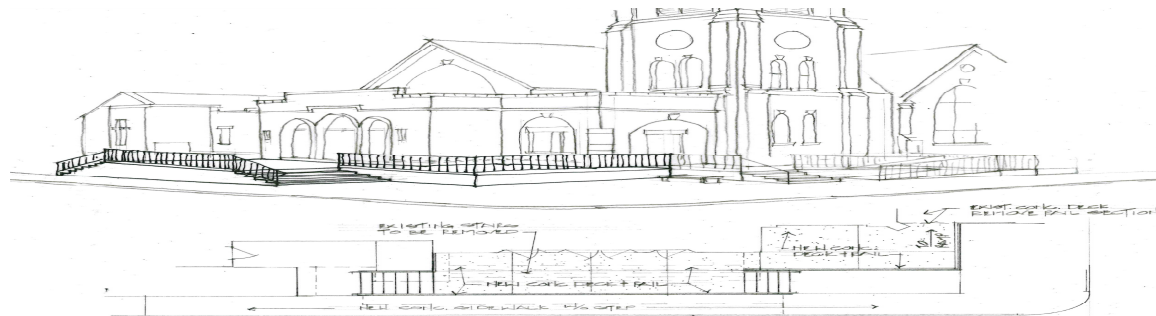 EXIST. CONC. DECK
REMOVE RAIL SECTION
EXISTING STAIRS
TO BE REMOVED
NEW CONC.
DECK & RAIL
NEW CONC DECK & RAIL
NEW CONC. SIDEWALK